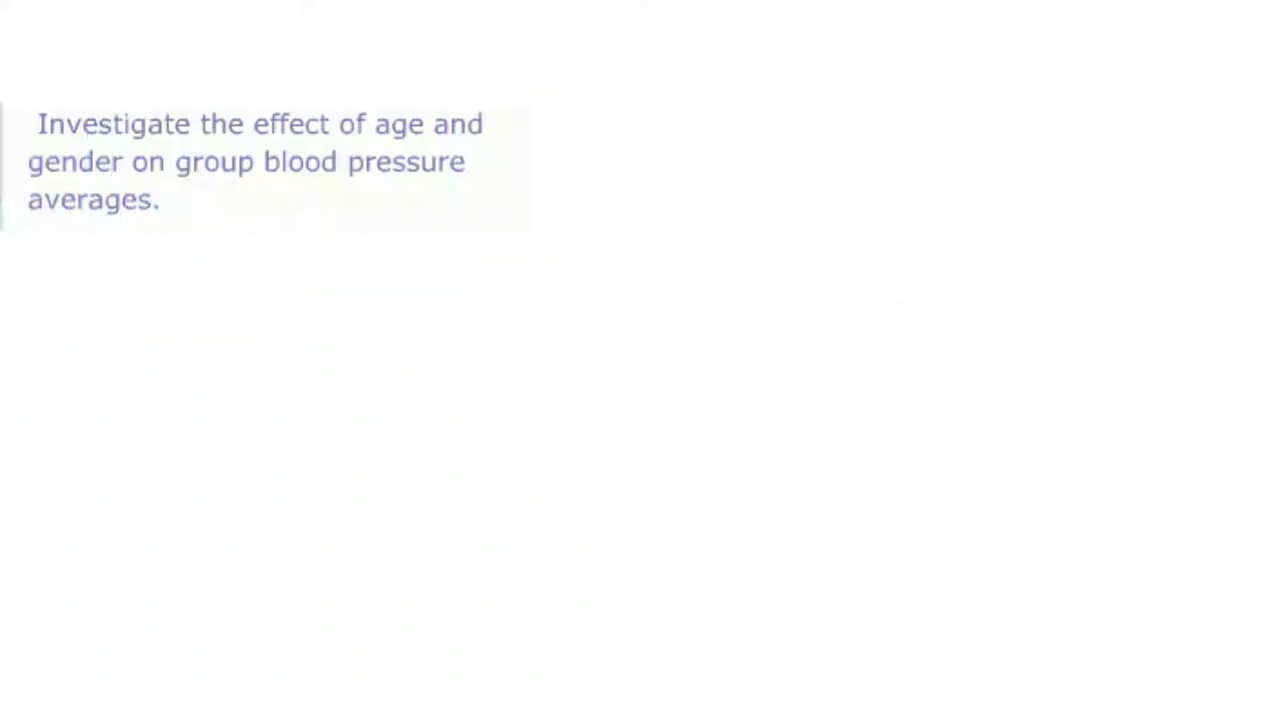 Investigate the effect of age and
gender on group blood pressure
averages.